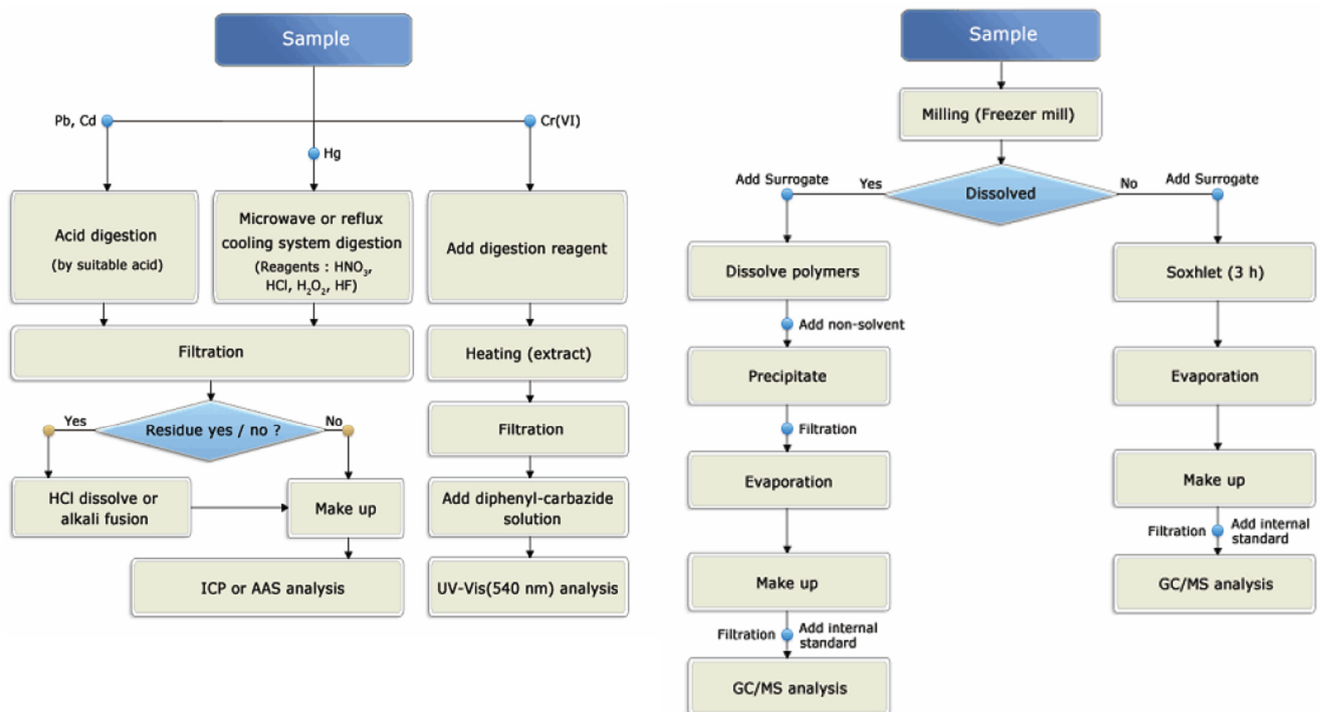 Sample
Pb, Cd
Hg
Cr(VI)
Acid digestion
(by suitable acid)
Microwave or reflux
cooling system digestion
(Reagents : HNO₃,
HCl, H₂O₂, HF)
Add digestion reagent
Filtration
Heating (extract)
Yes
Residue yes / no ?
No
Filtration
HCl dissolve or
alkali fusion
Make up
Add diphenyl-carbazide
solution
ICP or AAS analysis
UV-Vis(540 nm) analysis
Sample
Milling (Freezer mill)
Add Surrogate
Yes
Dissolved
No
Add Surrogate
Dissolve polymers
Soxhlet (3 h)
Add non-solvent
Precipitate
Evaporation
Filtration
Evaporation
Make up
Filtration
Add internal
standard
Make up
GC/MS analysis
Filtration
Add internal
standard
GC/MS analysis